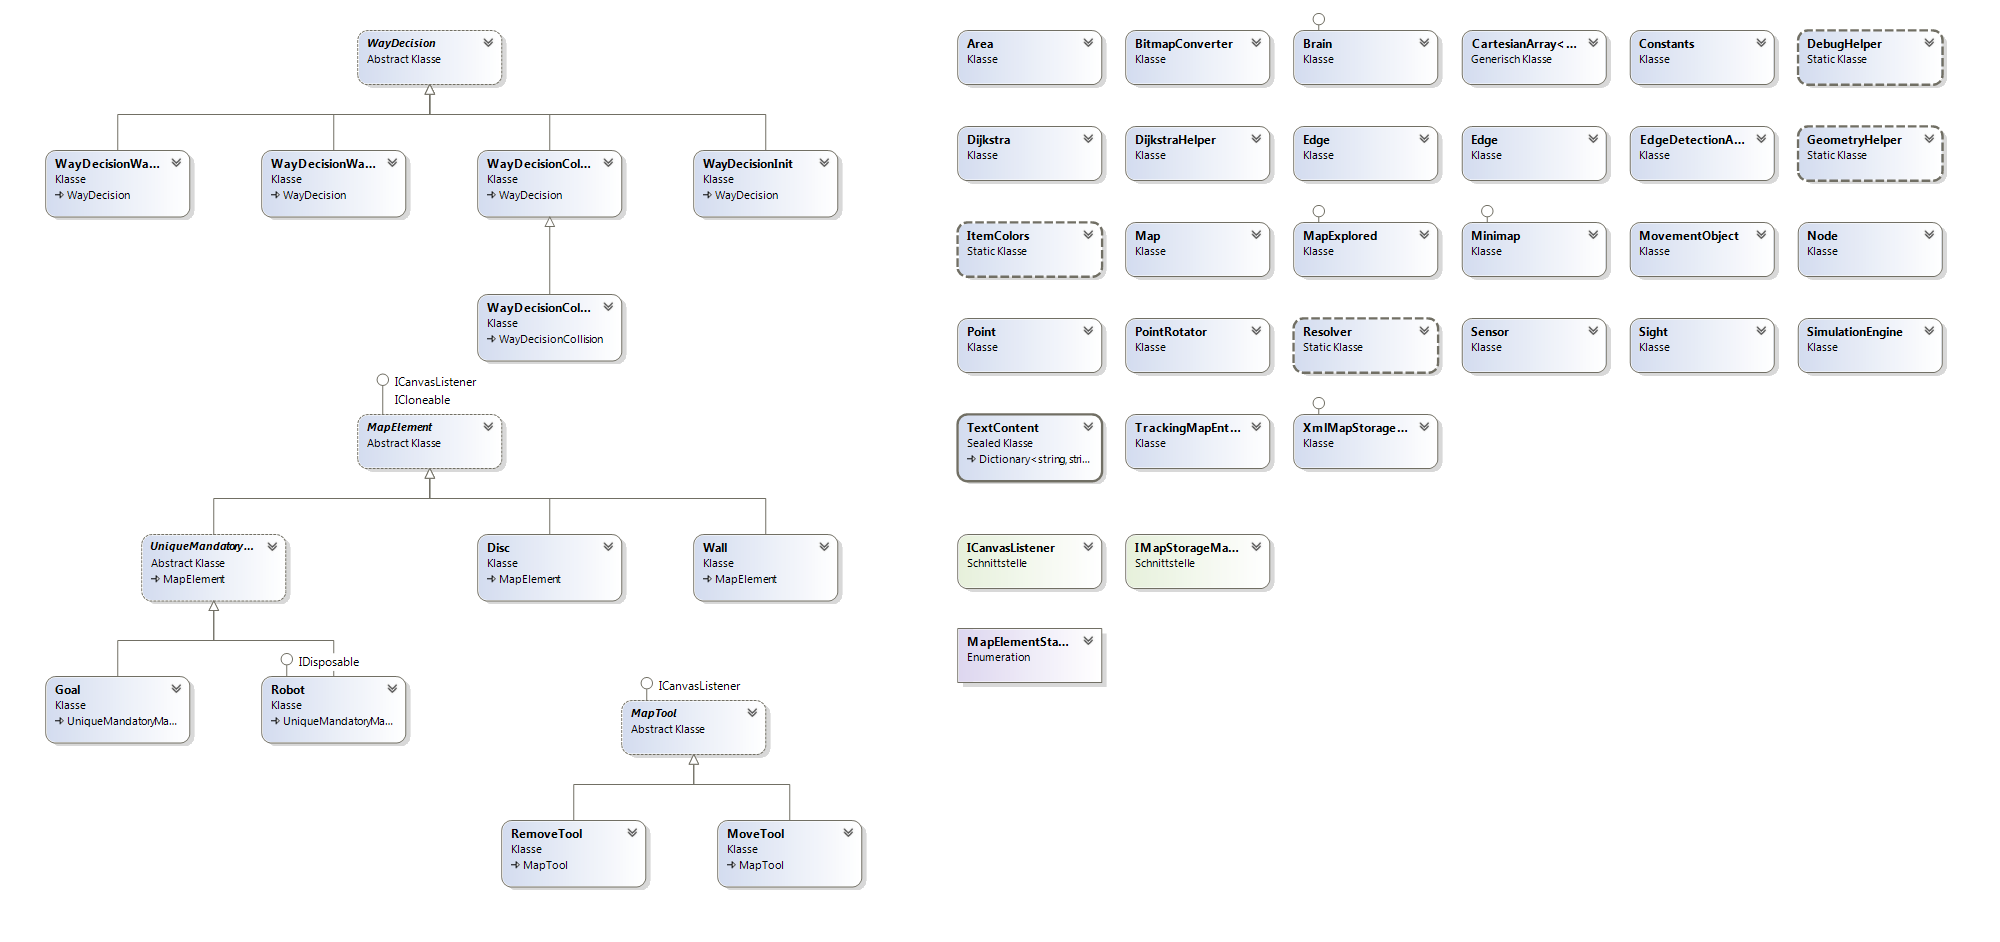 WayDecision
Abstract Klasse
WayDecisionWa...
Klasse
WayDecision
WayDecisionWa...
Klasse
WayDecision
WayDecisionCol...
Klasse
WayDecision
WayDecisionInit
Klasse
WayDecision
WayDecisionCol...
Klasse
WayDecisionCollision
ICanvasListener
ICloneable
MapElement
Abstract Klasse
UniqueMandatory...
Abstract Klasse
MapElement
Disc
Klasse
MapElement
Wall
Klasse
MapElement
Goal
Klasse
UniqueMandatoryMa...
IDisposable
Robot
Klasse
UniqueMandatoryMa...
ICanvasListener
MapTool
Abstract Klasse
RemoveTool
Klasse
MapTool
MoveTool
Klasse
MapTool
Area
Klasse
BitmapConverter
Klasse
Brain
Klasse
CartesianArray<...
Generisch Klasse
Constants
Klasse
DebugHelper
Static Klasse
Dijkstra
Klasse
DijkstraHelper
Klasse
Edge
Klasse
Edge
Klasse
EdgeDetectionA...
Klasse
GeometryHelper
Static Klasse
ItemColors
Static Klasse
Map
Klasse
MapExplored
Klasse
Minimap
Klasse
MovementObject
Klasse
Node
Klasse
Point
Klasse
PointRotator
Klasse
Resolver
Static Klasse
Sensor
Klasse
Sight
Klasse
SimulationEngine
Klasse
TextContent
Sealed Klasse
Dictionary<string, stri...
TrackingMapEnt...
Klasse
XmlMapStorage...
Klasse
ICanvasListener
Schnittstelle
IMapStorageMa...
Schnittstelle
MapElementSta...
Enumeration